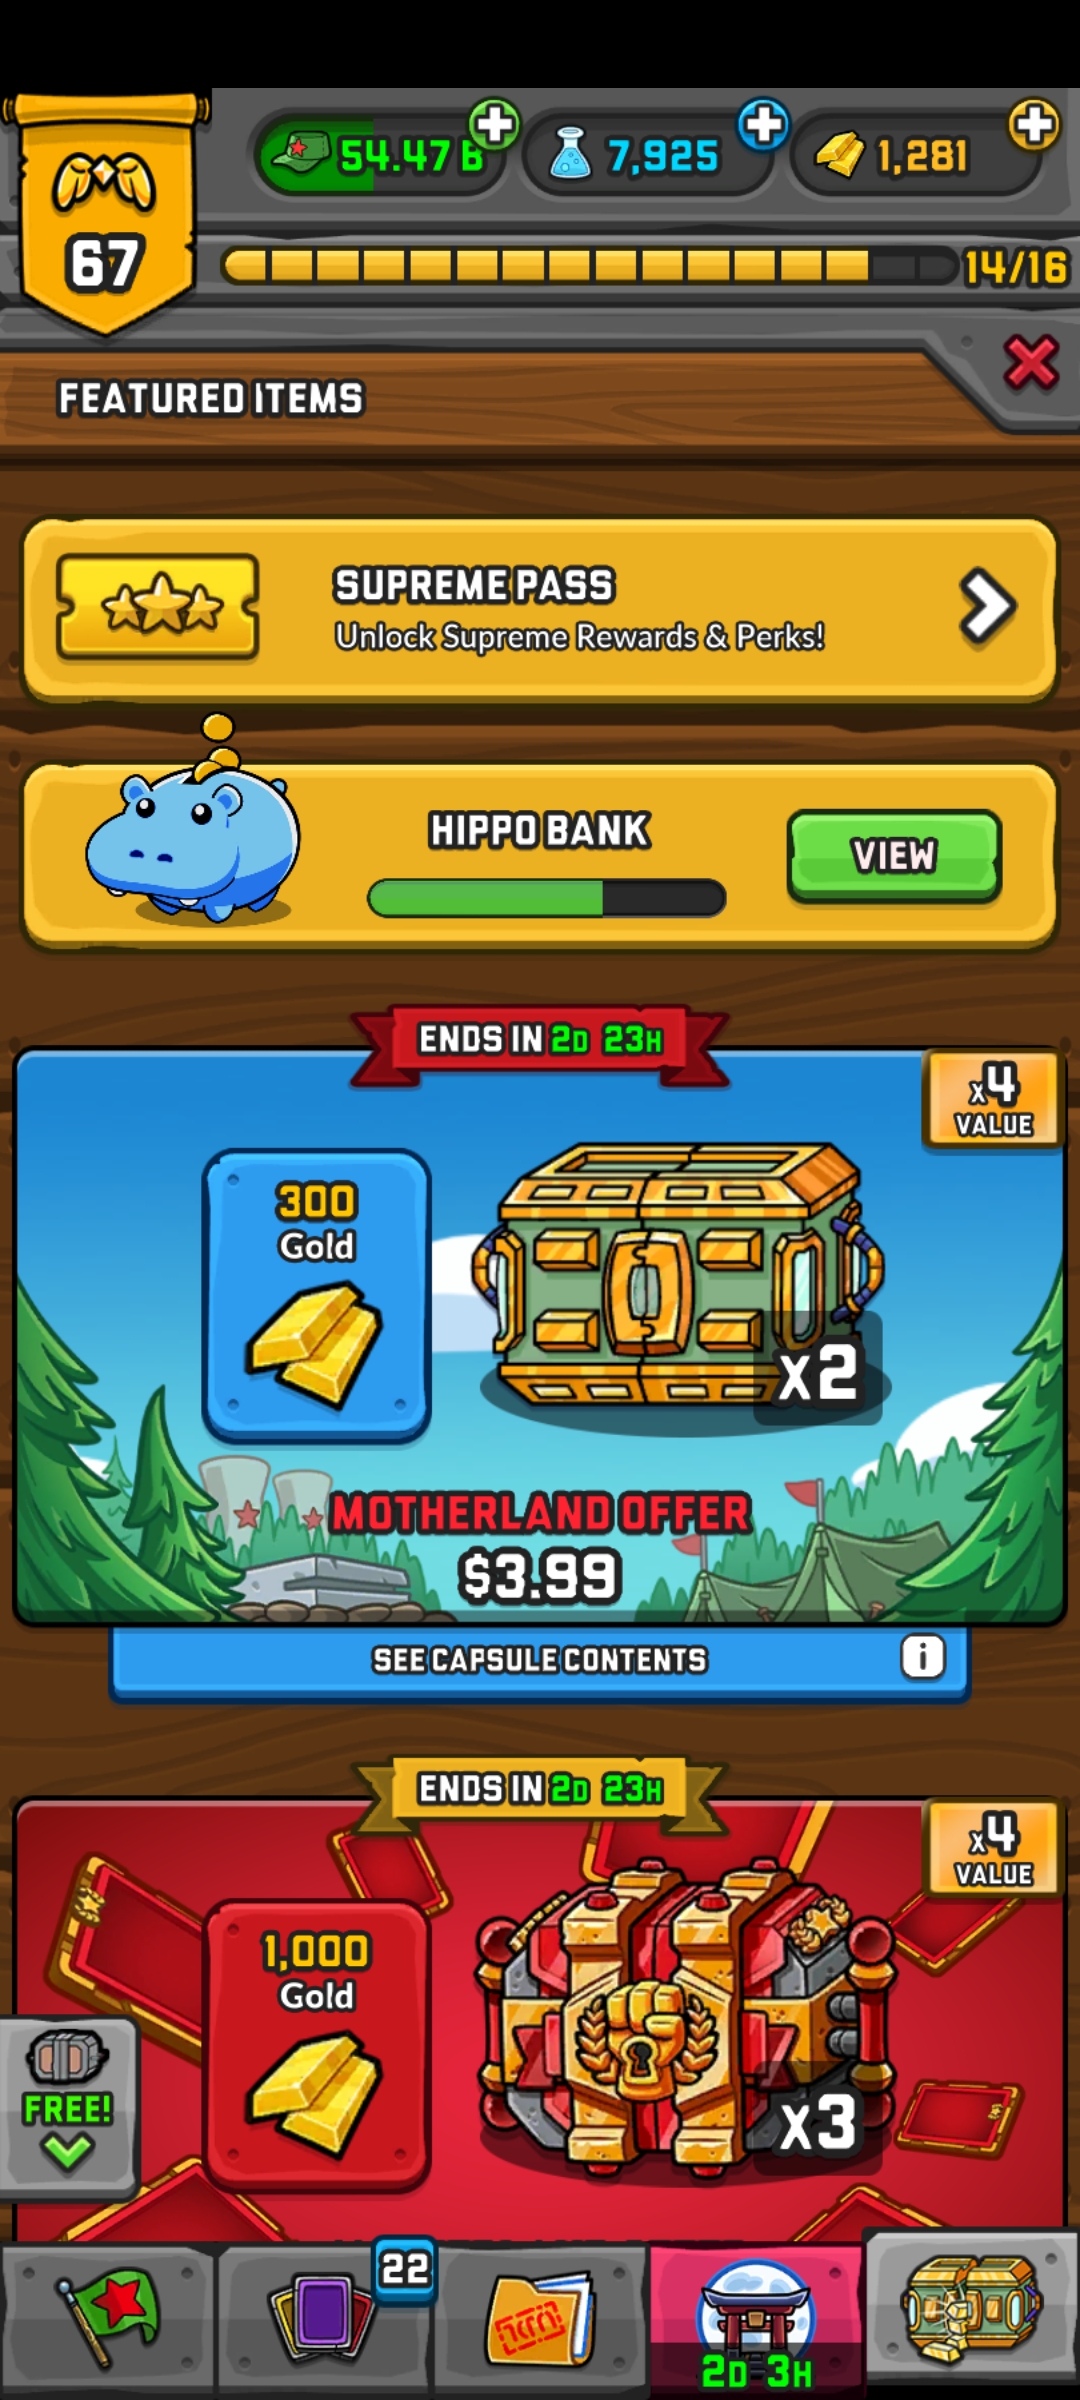 54.47 B
7,925
1,281
67
14/16
FEATURED ITEMS
SUPREME PASS
Unlock Supreme Rewards & Perks!
HIPPO BANK
VIEW
ENDS IN 2D 23H
x4
VALUE
300
Gold
x2
MOTHERLAND OFFER
$3.99
SEE CAPSULE CONTENTS
i
ENDS IN 2D 23H
x4
VALUE
1,000
Gold
x3
FREE!
22
2D 3H